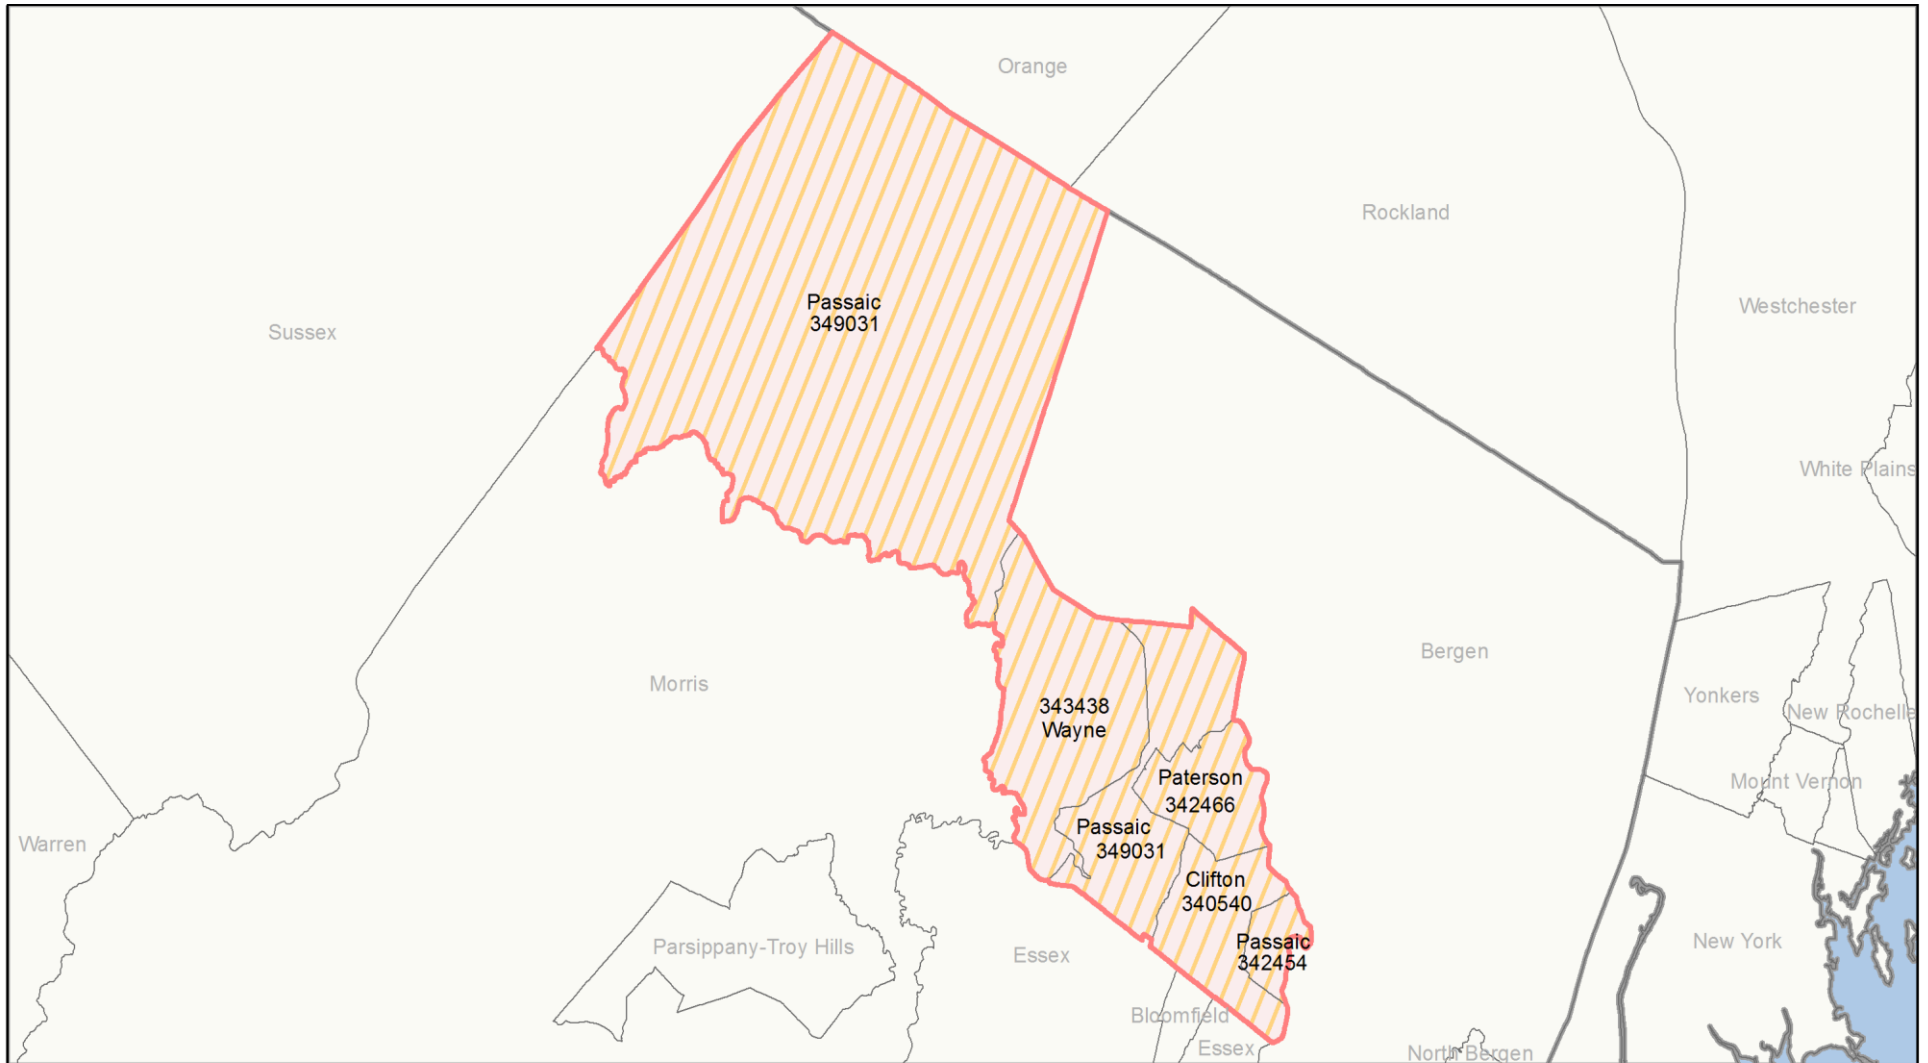 Orange
Rockland
Passaic
349031
Westchester
Sussex
White Plains
Bergen
Morris
Yonkers
343438
Wayne
New Rochelle
Paterson
342466
Mount Vernon
Passaic
349031
Warren
Clifton
340540
Parsippany-Troy Hills
Essex
Passaic
342454
New York
Bloomfield
Essex
North Bergen